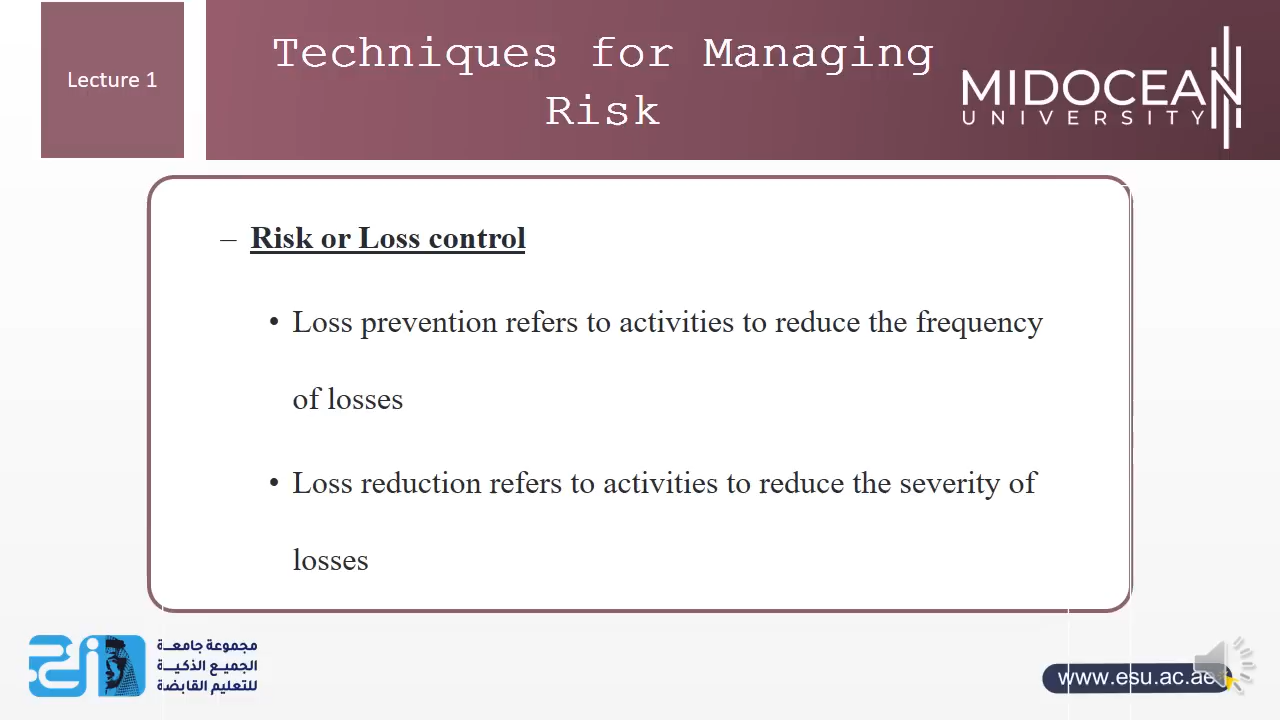 Lecture 1
Techniques for Managing
Risk
MIDOCEAN
UNIVERSITY
– Risk or Loss control
• Loss prevention refers to activities to reduce the frequency
of losses
• Loss reduction refers to activities to reduce the severity of
losses
مجموعة جامعة
الجميع الذكية
للتعليم القابضة
www.esu.ac.ae